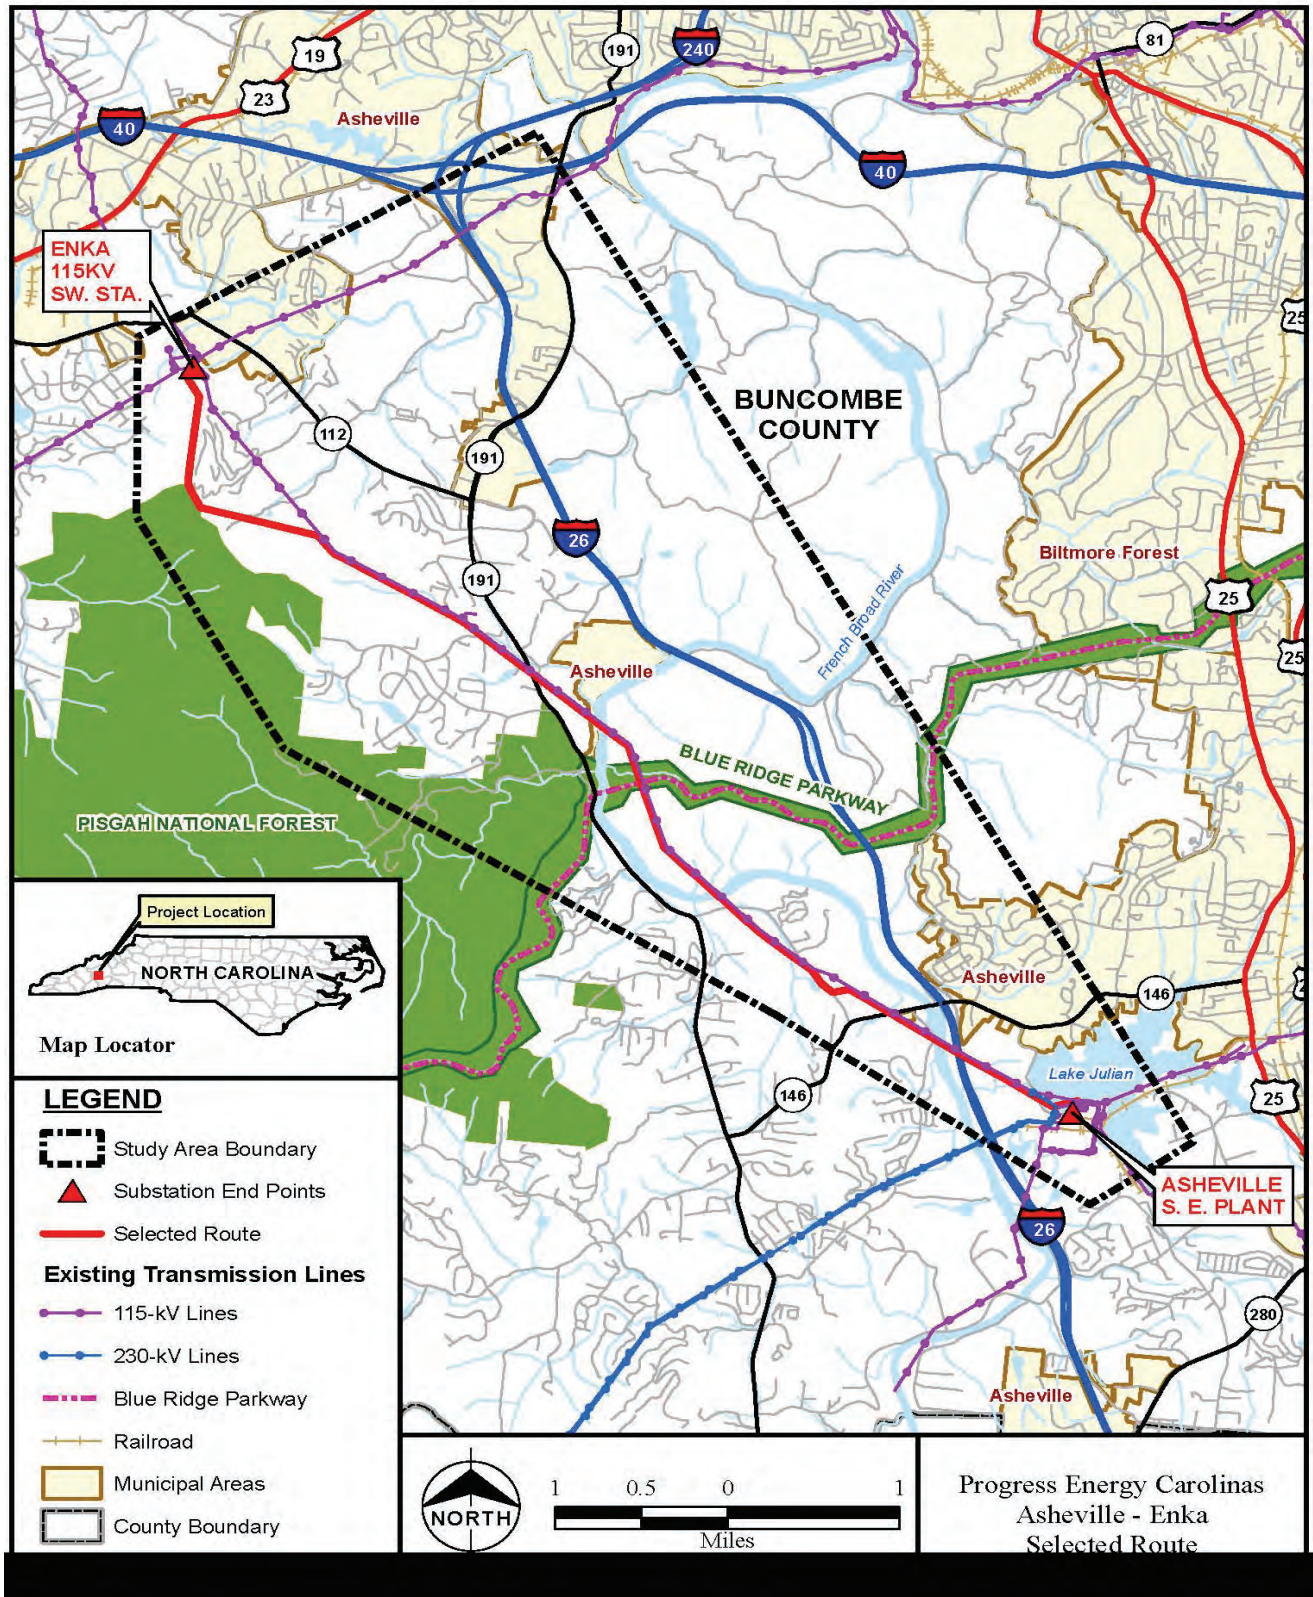 19
23
40
191
240
81
Asheville
40
ENKA
115KV
SW. STA.
25
BUNCOMBE
COUNTY
112
191
26
Biltmore Forest
191
25
French Broad River
25
Asheville
BLUE RIDGE PARKWAY
PISGAH NATIONAL FOREST
Project Location
NORTH CAROLINA
Map Locator
Asheville
146
Lake Julian
146
25
ASHEVILLE
S. E. PLANT
26
280
Asheville
LEGEND
Study Area Boundary
Substation End Points
Selected Route
Existing Transmission Lines
115-kV Lines
230-kV Lines
Blue Ridge Parkway
Railroad
Municipal Areas
County Boundary
NORTH
1 0.5 0 1
Miles
Progress Energy Carolinas
Asheville - Enka
Selected Route